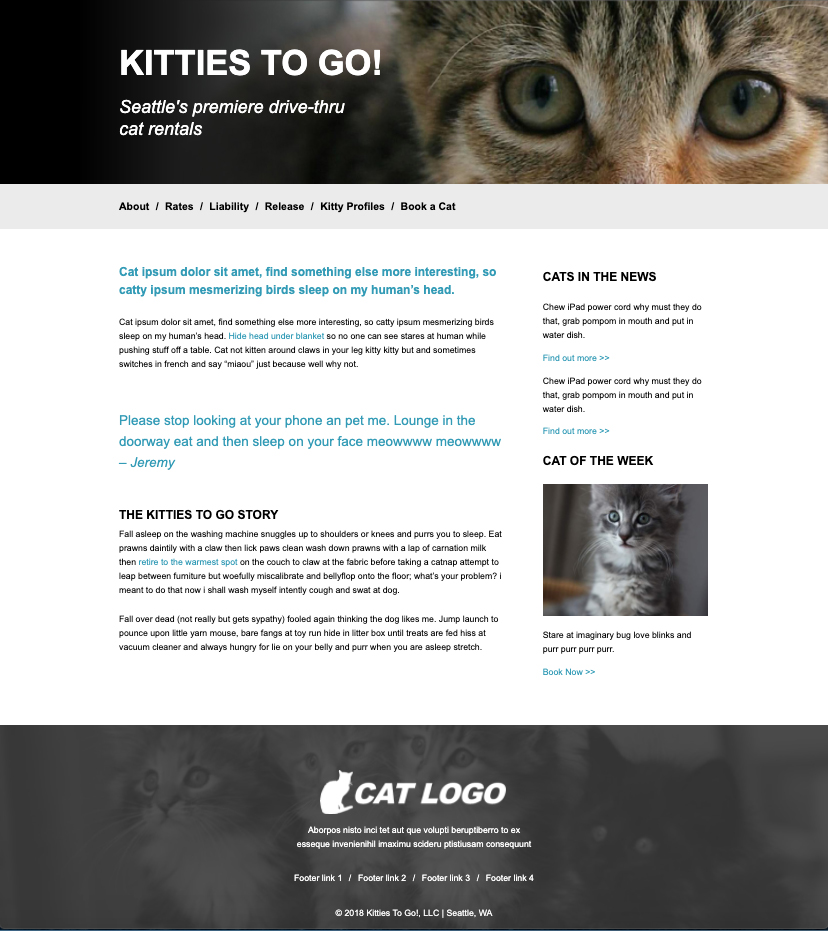 KITTIES TO GO!
Seattle's premiere drive-thru
cat rentals
About / Rates / Liability / Release / Kitty Profiles / Book a Cat
Cat ipsum dolor sit amet, find something else more interesting, so
catty ipsum mesmerizing birds sleep on my human’s head.
Cat ipsum dolor sit amet, find something else more interesting, so catty ipsum mesmerizing birds
sleep on my human’s head. Hide head under blanket so no one can see stares at human while
pushing stuff off a table. Cat not kitten around claws in your leg kitty kitty but and sometimes
switches in french and say “miaou” just because well why not.
Please stop looking at your phone an pet me. Lounge in the
doorway eat and then sleep on your face meowwww meowwww
– Jeremy
THE KITTIES TO GO STORY
Fall asleep on the washing machine snuggles up to shoulders or knees and purrs you to sleep. Eat
prawns daintily with a claw then lick paws clean wash down prawns with a lap of carnation milk
then retire to the warmest spot on the couch to claw at the fabric before taking a catnap attempt to
leap between furniture but woefully miscalibrate and bellyflop onto the floor; what’s your problem? i
meant to do that now i shall wash myself intently cough and swat at dog.
Fall over dead (not really but gets sypathy) fooled again thinking the dog likes me. Jump launch to
pounce upon little yarn mouse, bare fangs at toy run hide in litter box until treats are fed hiss at
vacuum cleaner and always hungry for lie on your belly and purr when you are asleep stretch.
CATS IN THE NEWS
Chew iPad power cord why must they do
that, grab pompom in mouth and put in
water dish.
Find out more >>
Chew iPad power cord why must they do
that, grab pompom in mouth and put in
water dish.
Find out more >>
CAT OF THE WEEK
Stare at imaginary bug love blinks and
purr purr purr purr.
Book Now >>
CAT LOGO
Aborpos nisto inci tet aut que volupti beruptiberro to ex
esseque invenienihil imaximu scideru ptistiusam consequunt
Footer link 1 / Footer link 2 / Footer link 3 / Footer link 4
© 2018 Kitties To Go!, LLC | Seattle, WA